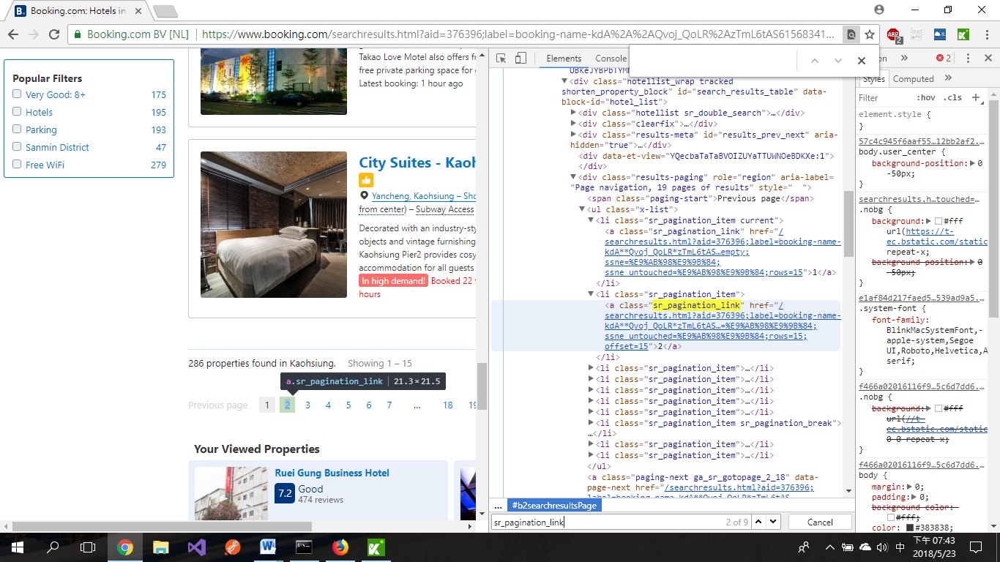 Booking.com: Hotels in
Booking.com BV [NL]
https://www.booking.com/searchresults.html?aid=376396;label=booking-name-kdA%2A%2AQvoj_QoLR%2AzTmL6tAS61568341...
Popular Filters
Very Good: 8+ 175
Hotels 195
Parking 193
Sanmin District 47
Free WiFi 279
Takao Love Motel also offers fr
free private parking space for
Latest booking: 1 hour ago
City Suites - Kaoh
Yancheng, Kaohsiung – Sho
from center) – Subway Access
Decorated with an industry-sty
objects and vintage furnishing
Kaohsiung Pier2 provides cosy
accommodation for all guests
In high demand! Booked 22
hours
286 properties found in Kaohsiung. Showing 1 – 15
a.sr_pagination_link 21.3×21.5
Previous page 1 2 3 4 5 6 7 ... 18 19
Your Viewed Properties
Ruei Gung Business Hotel
7.2 Good
474 reviews
Elements Console
2
<div class="hotellist_wrap tracked
shorten_property_block" id="search_results_table" data-
block-id="hotel_list">
<div class="hotellist sr_double_search">…</div>
<div class="clearfix">…</div>
<div class="results-meta" id="results_prev_next" aria-
hidden="true">…</div>
<div data-et-view="YQecbaTaTaBVOIZUYaTTUWNOeBDKXe:1">
</div>
<div class="results-paging" role="region" aria-label=
"Page navigation, 19 pages of results" style="  ">
<span class="paging-start">Previous page</span>
<ul class="x-list">
<li class="sr_pagination_item current">
<a class="sr_pagination_link" href="/
searchresults.html?aid=376396;label=booking-name-
kdA**Qvoj_QoLR*zTmL6tAS…empty;
ssne=%E9%AB%98%E9%9B%84;
ssne_untouched=%E9%AB%98%E9%9B%84;rows=15">1</a>
</li>
<li class="sr_pagination_item">
<a class="sr_pagination_link" href="/
searchresults.html?aid=376396;label=booking-name-
kdA**Qvoj_QoLR*zTmL6tAS…=%E9%AB%98%E9%9B%84;
ssne_untouched=%E9%AB%98%E9%9B%84;rows=15;
offset=15">2</a>
</li>
<li class="sr_pagination_item">…</li>
<li class="sr_pagination_item">…</li>
<li class="sr_pagination_item">…</li>
<li class="sr_pagination_item">…</li>
<li class="sr_pagination_item">…</li>
<li class="sr_pagination_item sr_pagination_break">
…</li>
<li class="sr_pagination_item">…</li>
<li class="sr_pagination_item">…</li>
</ul>
<a class="paging-next ga_sr_gotopage_2_18" data-
page-next href="/searchresults.html?aid=376396;
label=booking-name-kdA**Qvoj_QoLR*zTmL6tAS
... #b2searchresultsPage
sr_pagination_link 2 of 9 Cancel
Styles Computed
Filter :hov .cls +
element.style {
}
57c4c945f6aaf55…12bb2af2.…
body.user_center {
background-position: 0
-50px;
}
searchresults.h…touched=…
.nobg {
background: #fff
url(https://t-
ec.bstatic.com/static
repeat-x;
background-position: 0
-50px;
}
e1af84d217faed5…539ad9a5.…
.system-font {
font-family:
BlinkMacSystemFont,-
apple-system,Segoe
UI,Roboto,Helvetica,A
serif;
}
f466a02016116f9…5c6d7dd6.…
.nobg {
background: #fff
url(//t-
ec.bstatic.com/static
0 0 repeat-x;
}
f466a02016116f9…5c6d7dd6.…
body {
margin: 0;
padding: 0;
background-color:
#fff;
color: #383838;
中
下午 07:43
2018/5/23